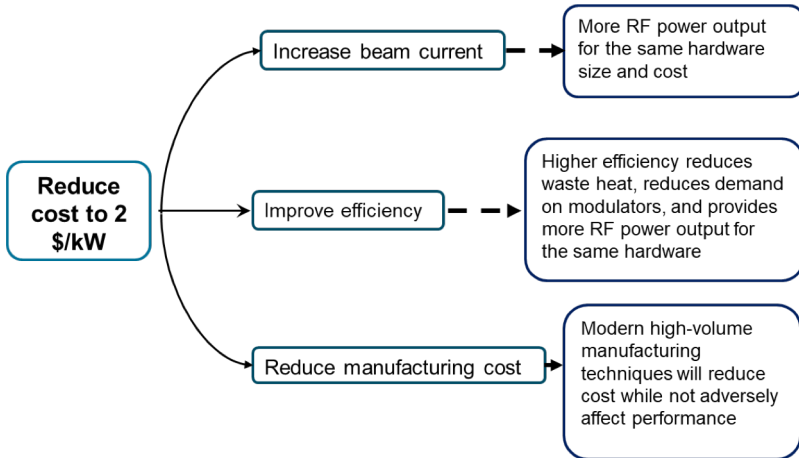 Reduce
cost to 2
$/kW
Increase beam current
More RF power output
for the same hardware
size and cost
Improve efficiency
Higher efficiency reduces
waste heat, reduces demand
on modulators, and provides
more RF power output for
the same hardware
Reduce manufacturing cost
Modern high-volume
manufacturing
techniques will reduce
cost while not adversely
affect performance